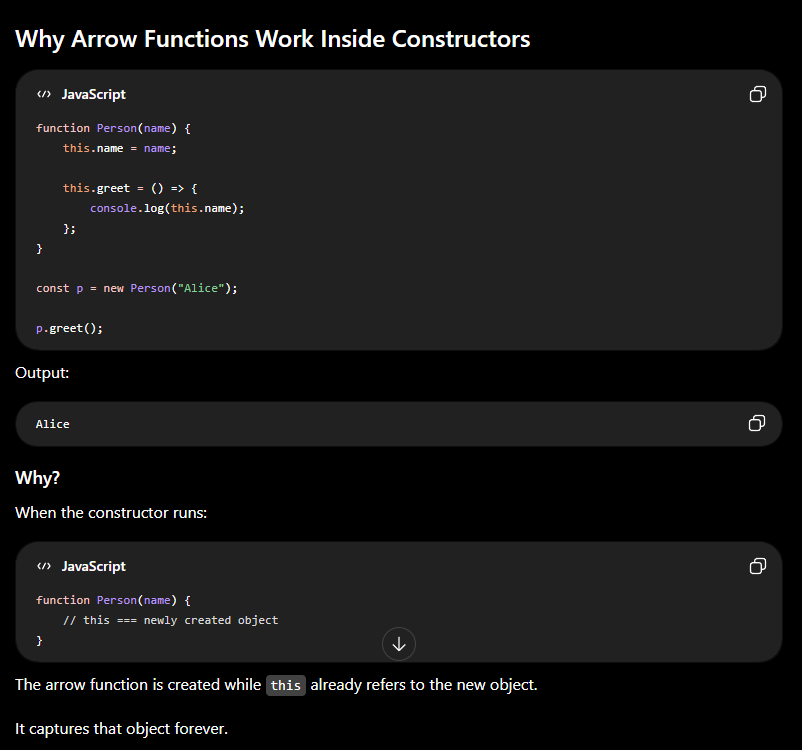 Why Arrow Functions Work Inside Constructors
JavaScript
function Person(name) {
    this.name = name;

    this.greet = () => {
        console.log(this.name);
    };
}

const p = new Person("Alice");

p.greet();
Output:
Alice
Why?
When the constructor runs:
JavaScript
function Person(name) {
    // this === newly created object
}
The arrow function is created while this already refers to the new object.
It captures that object forever.